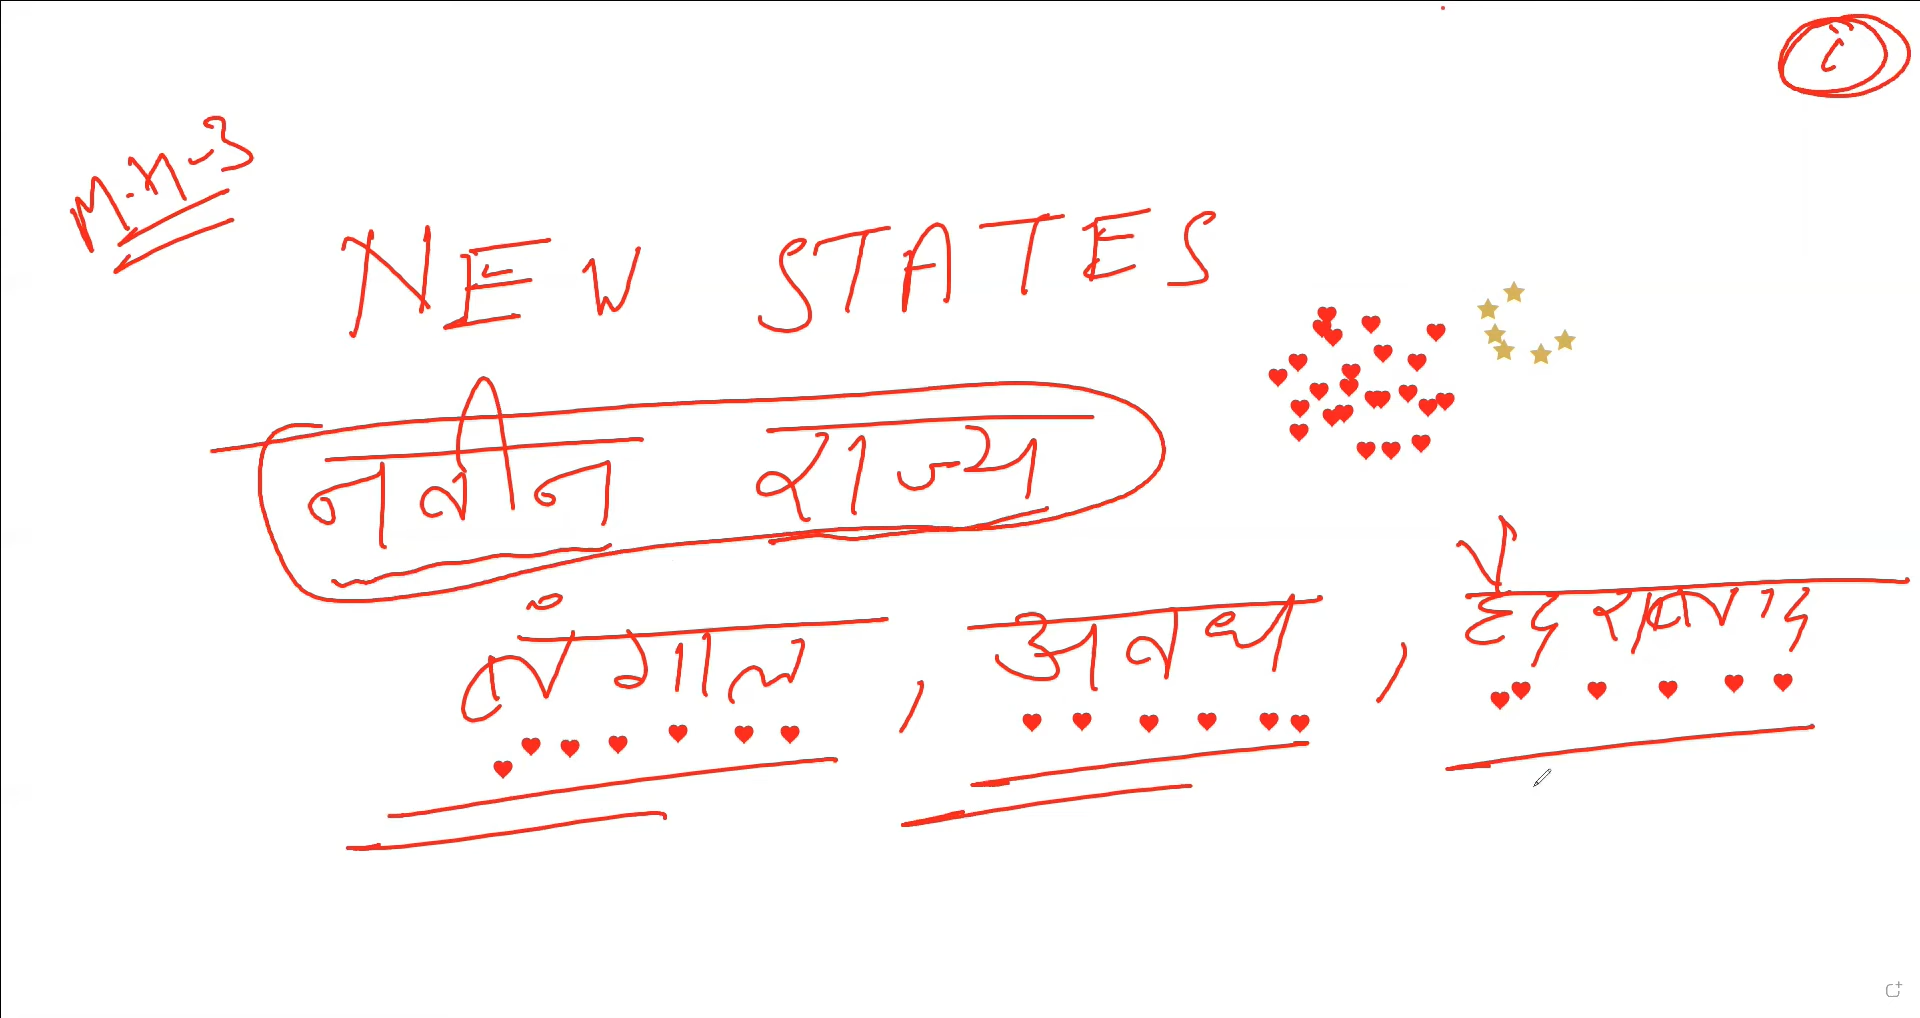 i
M.H-3
NEW STATES
नवीन राज्य
बंगाल, अवध, हैदराबाद